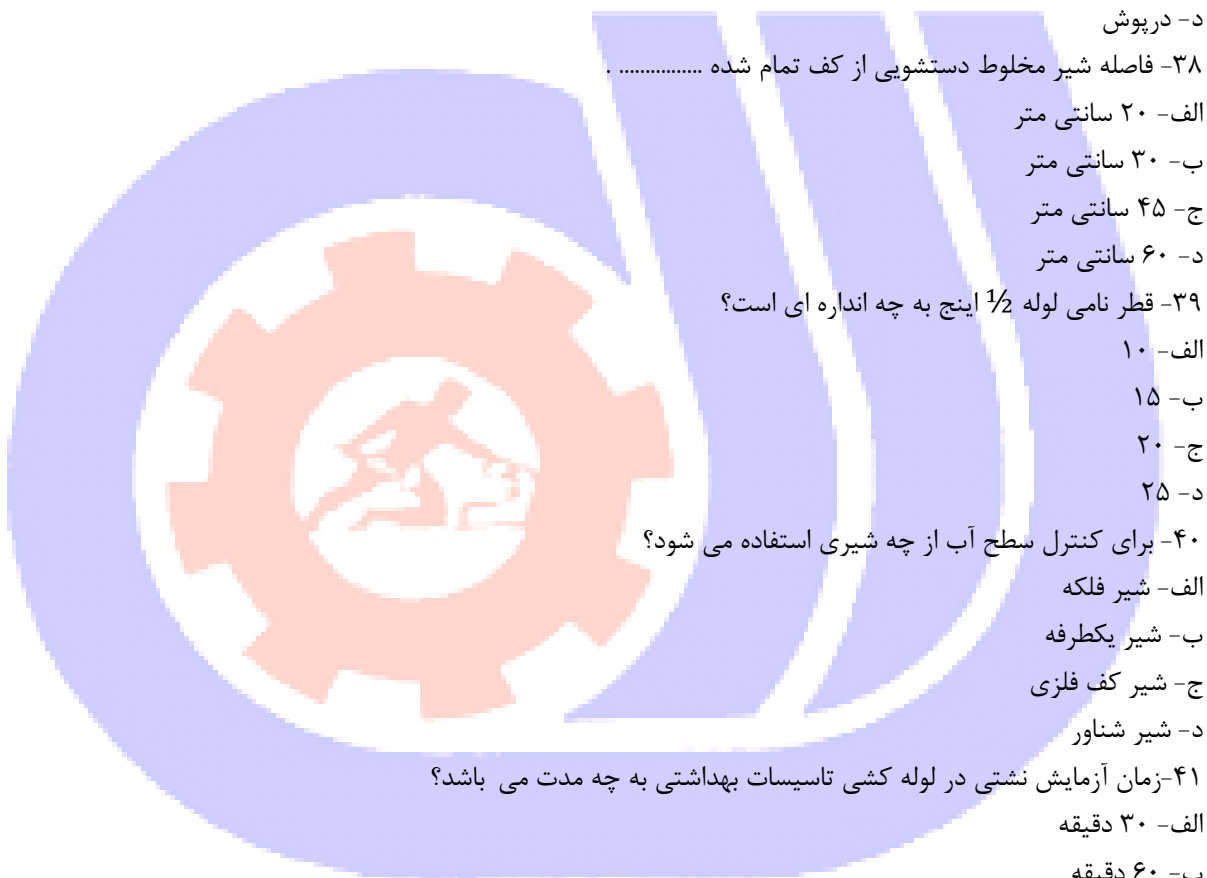 د- درپوش
۳۸- فاصله شیر مخلوط دستشویی از کف تمام شده ............... .
الف- ۲۰ سانتی متر
ب- ۳۰ سانتی متر
ج- ۴۵ سانتی متر
د- ۶۰ سانتی متر
۳۹- قطر نامی لوله ½ اینج به چه انداره ای است؟
الف- ۱۰
ب- ۱۵
ج- ۲۰
د- ۲۵
۴۰- برای کنترل سطح آب از چه شیری استفاده می شود؟
الف- شیر فلکه
ب- شیر یکطرفه
ج- شیر کف فلزی
د- شیر شناور
۴۱-زمان آزمایش نشتی در لوله کشی تاسیسات بهداشتی به چه مدت می باشد؟
الف- ۳۰ دقیقه
ب- ۶۰ دقیقه